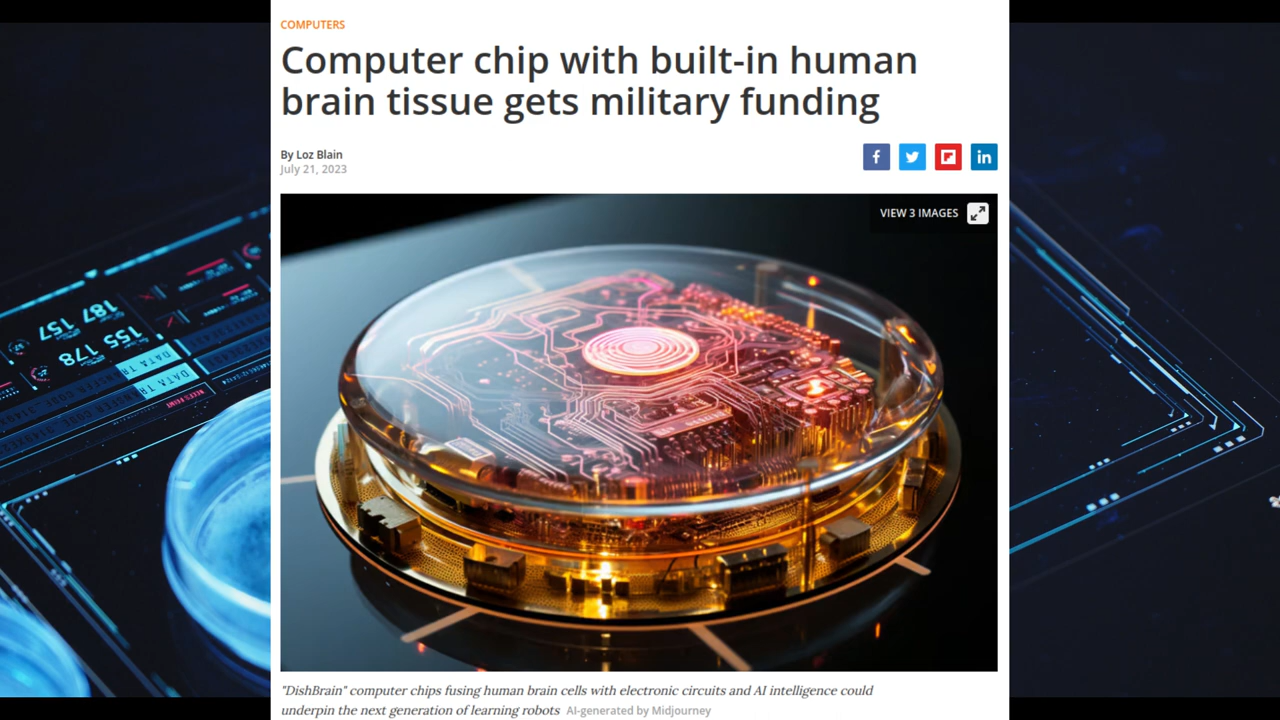 COMPUTERS
Computer chip with built-in human
brain tissue gets military funding
By Loz Blain
July 21, 2023
VIEW 3 IMAGES
187
157
155
178
DATA TR
DATA TR
"DishBrain" computer chips fusing human brain cells with electronic circuits and AI intelligence could
underpin the next generation of learning robots AI-generated by Midjourney